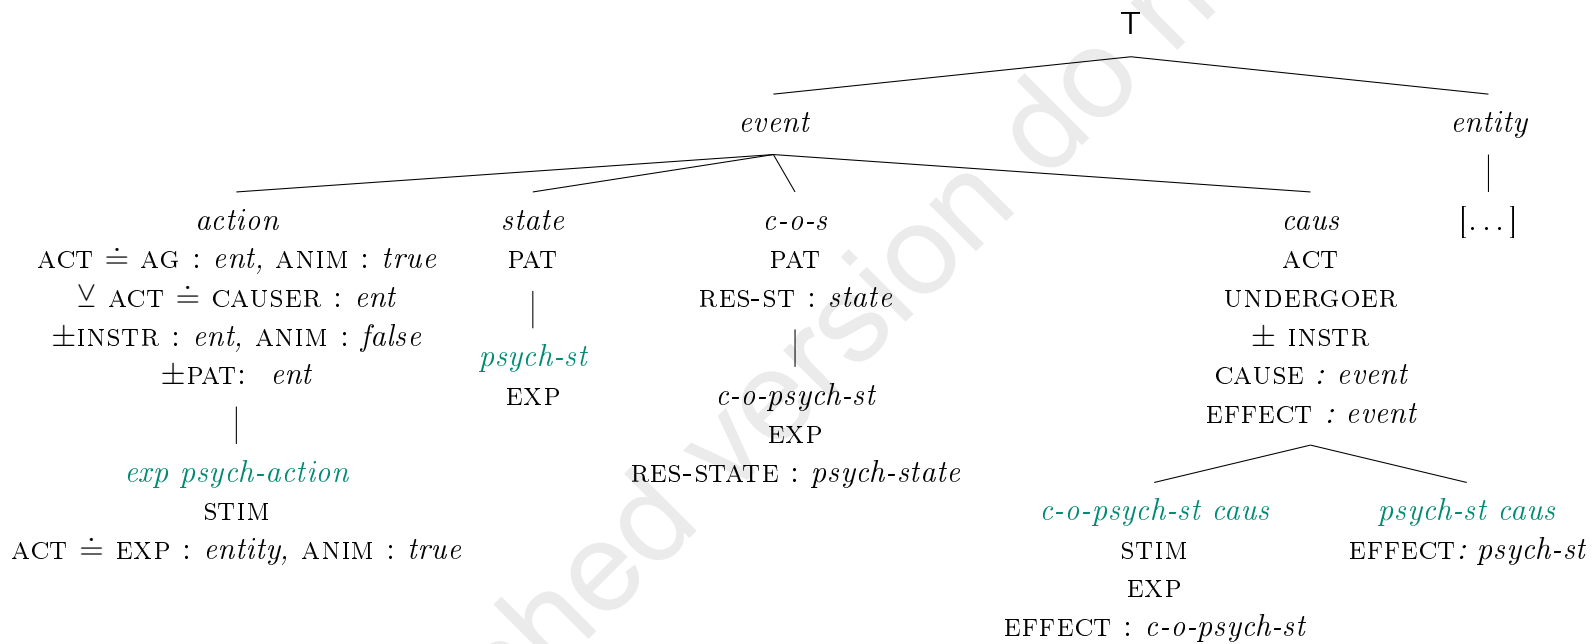 ⊤
event entity
action state c-o-s caus [...]
ACT ≐ AG : ent, ANIM : true PAT PAT ACT
⊻ ACT ≐ CAUSER : ent RES-ST : state UNDERGOER
±INSTR : ent, ANIM : false psych-st ± INSTR
±PAT: ent EXP c-o-psych-st CAUSE : event
EXP EFFECT : event
exp psych-action RES-STATE : psych-state
STIM c-o-psych-st caus psych-st caus
ACT ≐ EXP : entity, ANIM : true STIM EFFECT: psych-st
EXP
EFFECT : c-o-psych-st
hed version do n